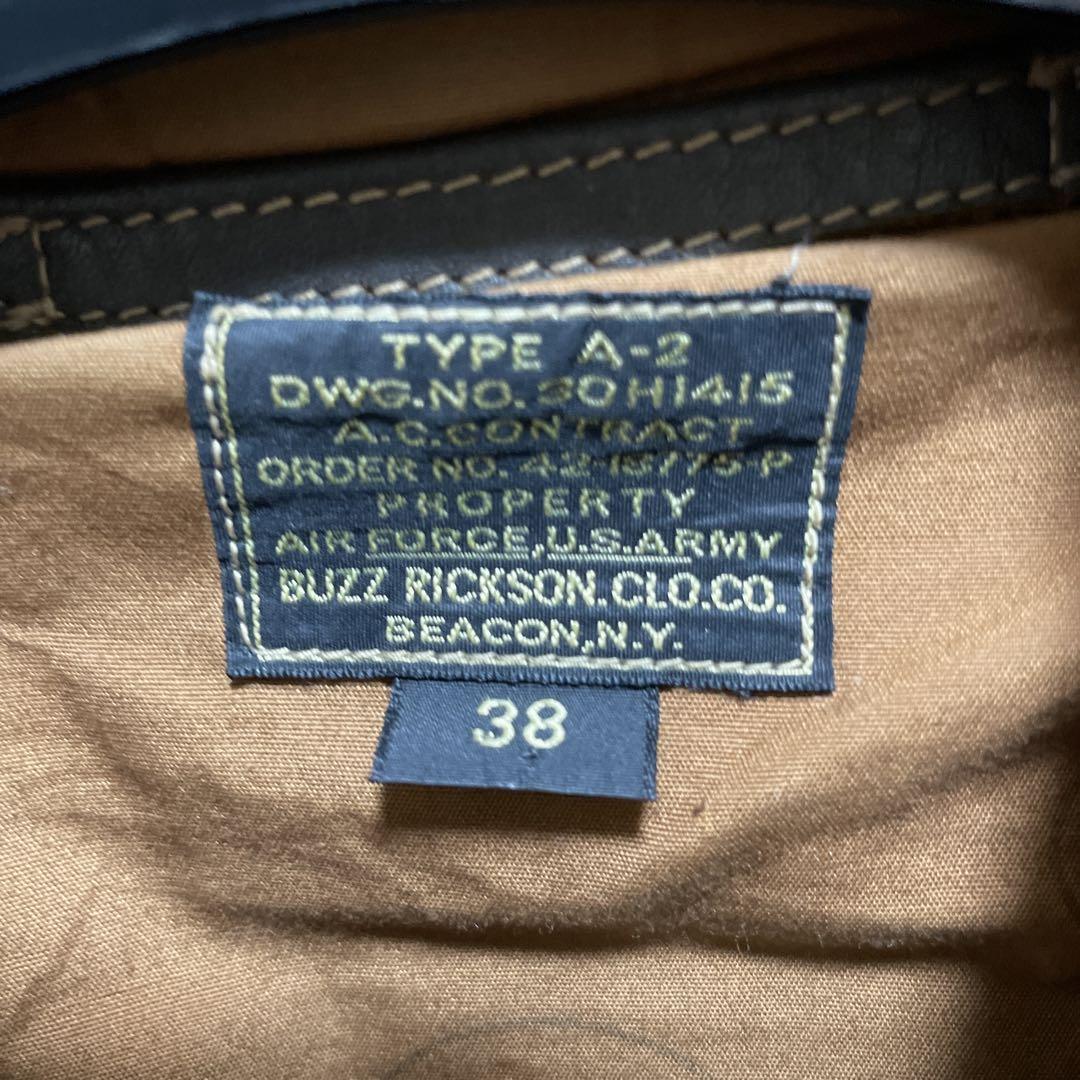 TYPE A-2
DWG.NO.30H1415
A.C.CONTRACT
ORDER NO. 42-15175-P
PROPERTY
AIR FORCE,U.S.ARMY
BUZZ RICKSON.CLO.CO.
BEACON,N.Y.
38